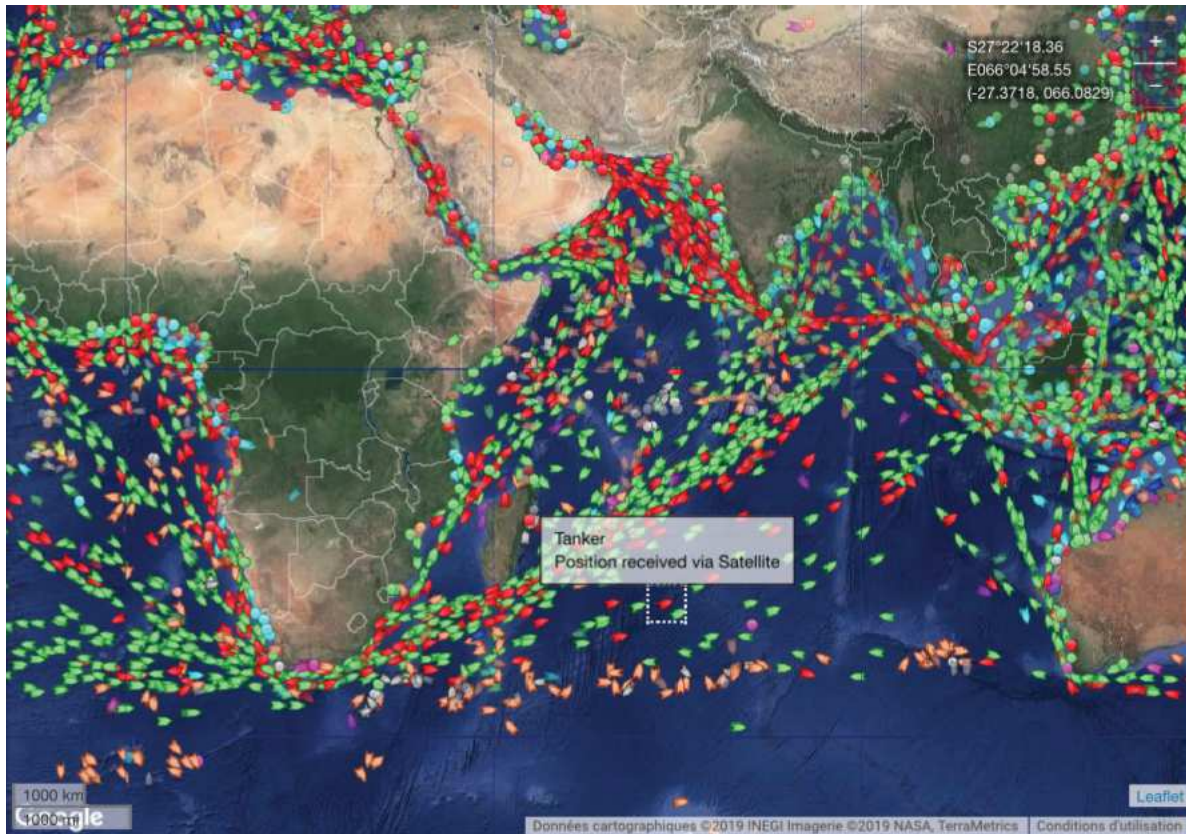 S27°22'18.36
E066°04'58.55
(-27.3718, 066.0829)
+
−
Tanker
Position received via Satellite
1000 km
1000 mi
Google
Leaflet
Données cartographiques ©2019 INEGI Imagerie ©2019 NASA, TerraMetrics
Conditions d'utilisation